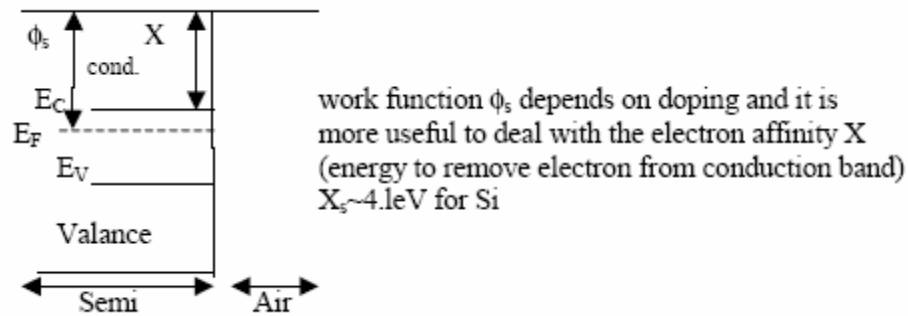 ϕs
X
cond.
EC
EF
EV
Valance
Semi
Air
work function ϕs depends on doping and it is
more useful to deal with the electron affinity X
(energy to remove electron from conduction band)
Xs~4.leV for Si